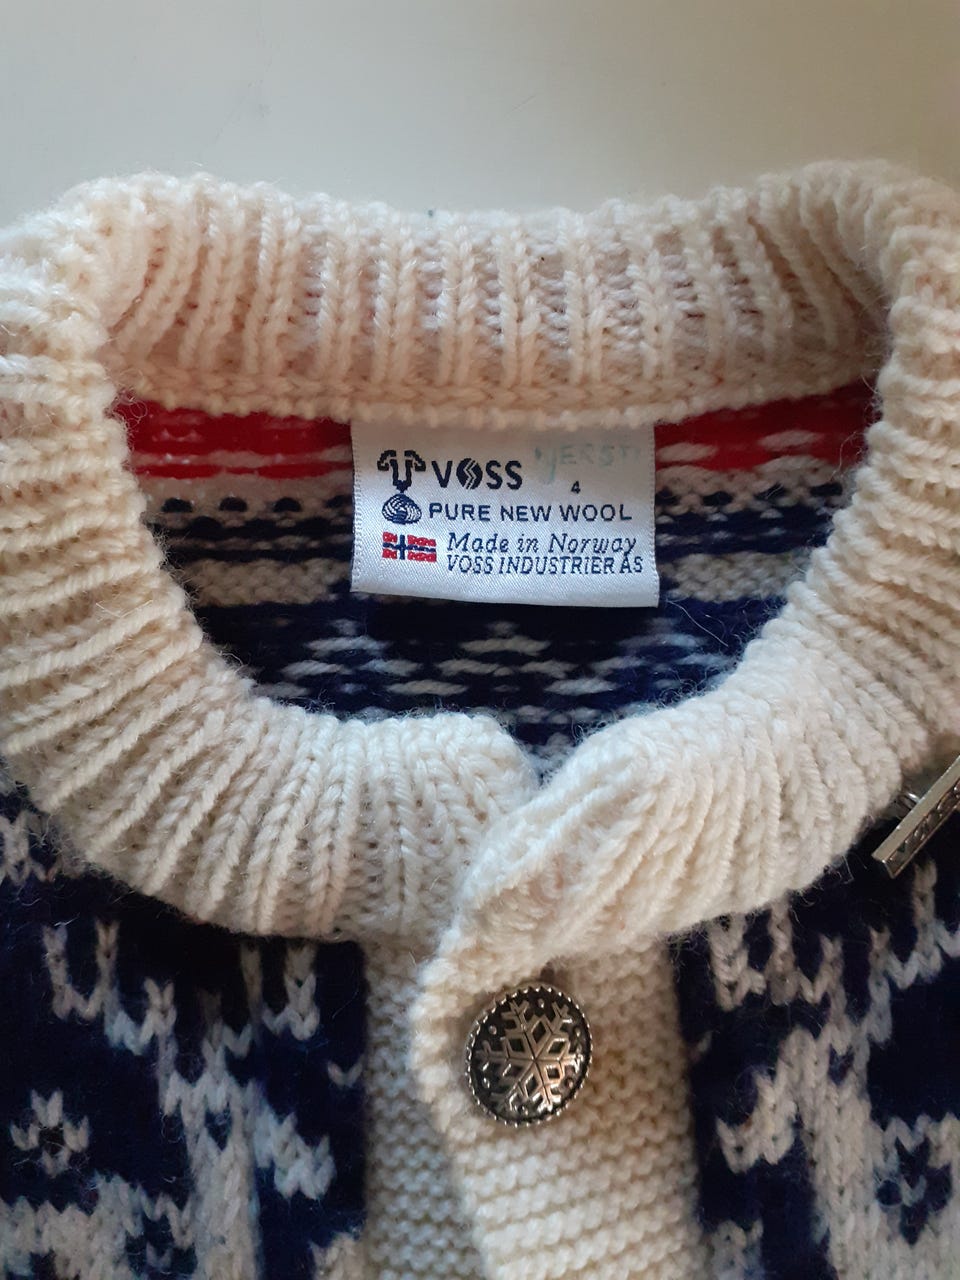 VOSS
4
PURE NEW WOOL
Made in Norway
VOSS INDUSTRIER AS